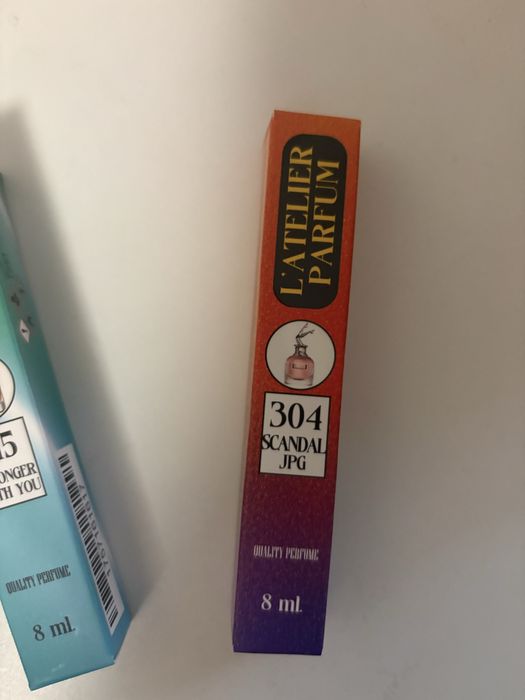 L'ATELIER
PARFUM
304
SCANDAL
JPG
QUALITY PERFUME
8 ml.
15
ONGER
TH YOU
QUALITY PERFUME
8 ml.